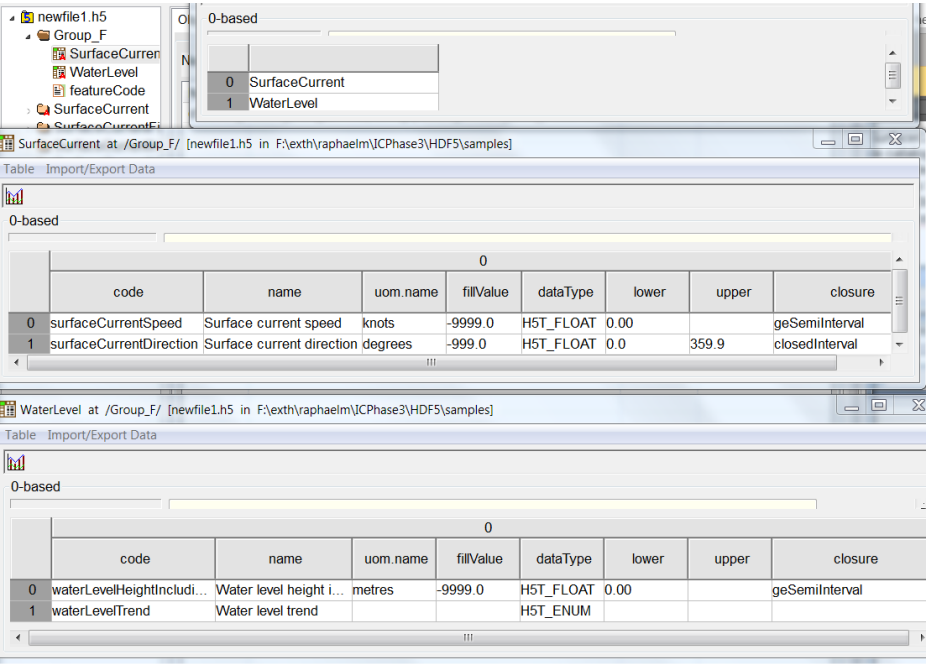 newfile1.h5
Group_F
SurfaceCurren
WaterLevel
featureCode
SurfaceCurrent
0-based
0 SurfaceCurrent
1 WaterLevel
SurfaceCurrent at /Group_F/ [newfile1.h5 in F:\exth\raphaelm\ICPhase3\HDF5\samples]
Table Import/Export Data
0-based
0
code name uom.name fillValue dataType lower upper closure
0 surfaceCurrentSpeed Surface current speed knots -9999.0 H5T_FLOAT 0.00 geSemiInterval
1 surfaceCurrentDirection Surface current direction degrees -999.0 H5T_FLOAT 0.0 359.9 closedInterval
WaterLevel at /Group_F/ [newfile1.h5 in F:\exth\raphaelm\ICPhase3\HDF5\samples]
Table Import/Export Data
0-based
0
code name uom.name fillValue dataType lower upper closure
0 waterLevelHeightIncludi... Water level height i... metres -9999.0 H5T_FLOAT 0.00 geSemiInterval
1 waterLevelTrend Water level trend H5T_ENUM